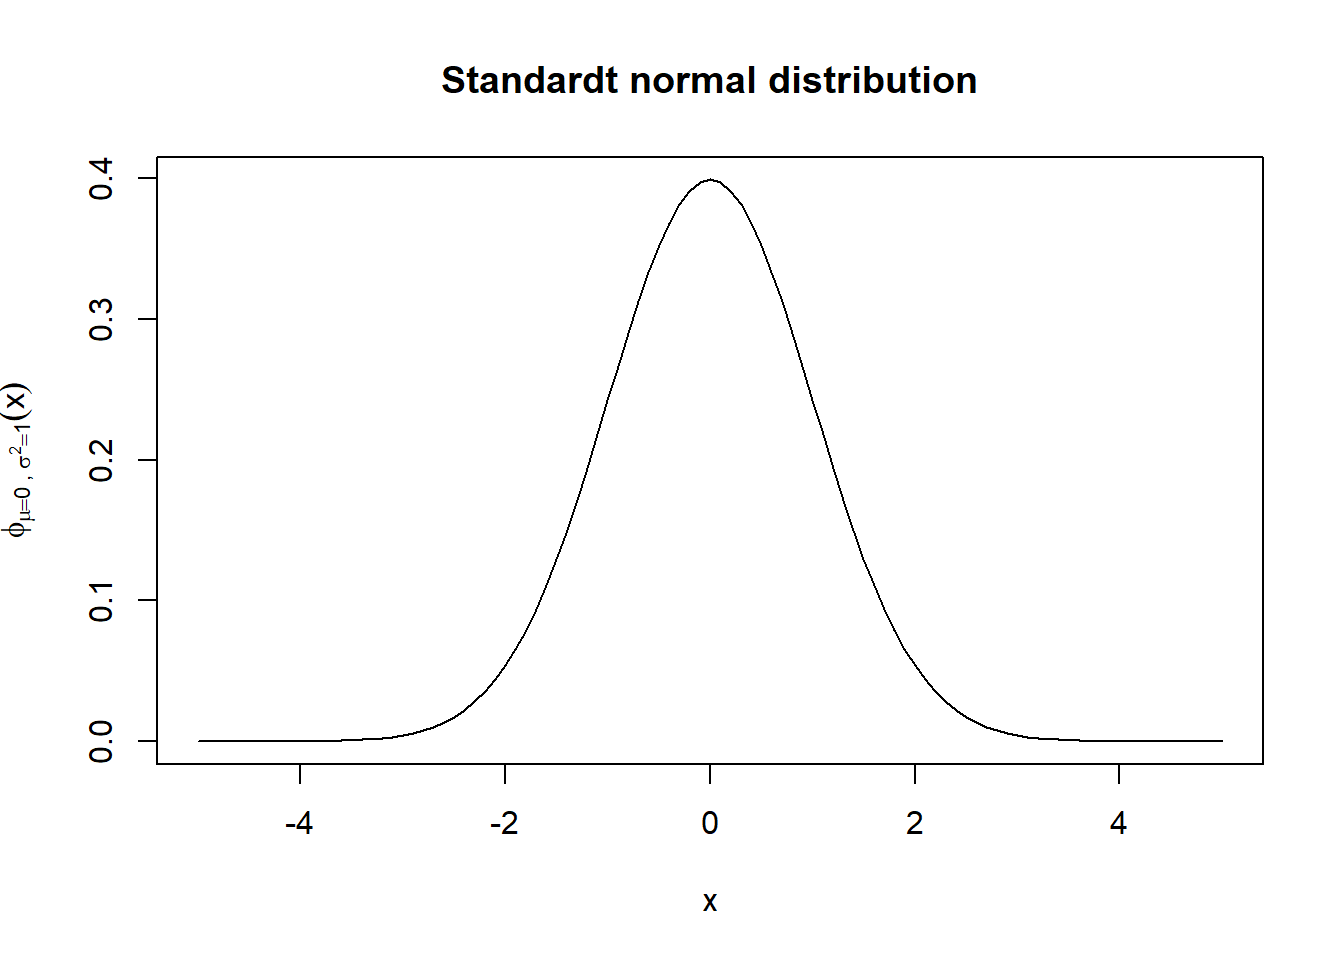 Standardt normal distribution
ϕμ=0 , σ²=1(x)
0.4
0.3
0.2
0.1
0.0
-4 -2 0 2 4
x